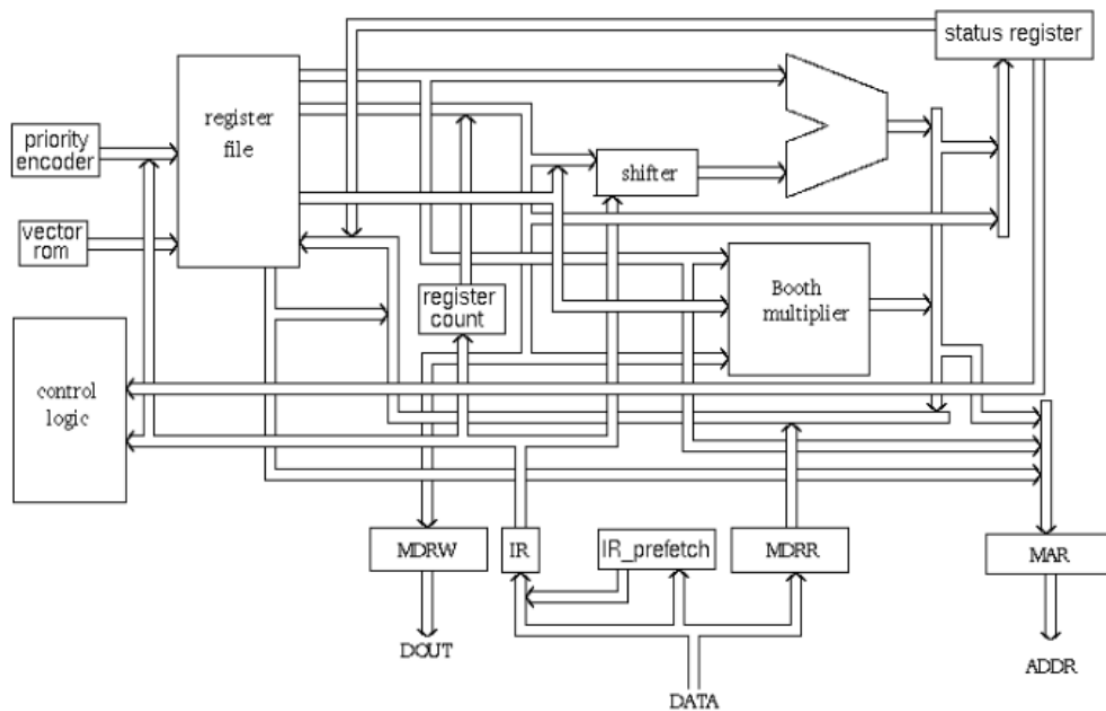 status register
register
file
priority
encoder
shifter
vector
rom
Booth
multiplier
register
count
control
logic
MDRW
IR
IR_prefetch
MDRR
MAR
DOUT
ADDR
DATA